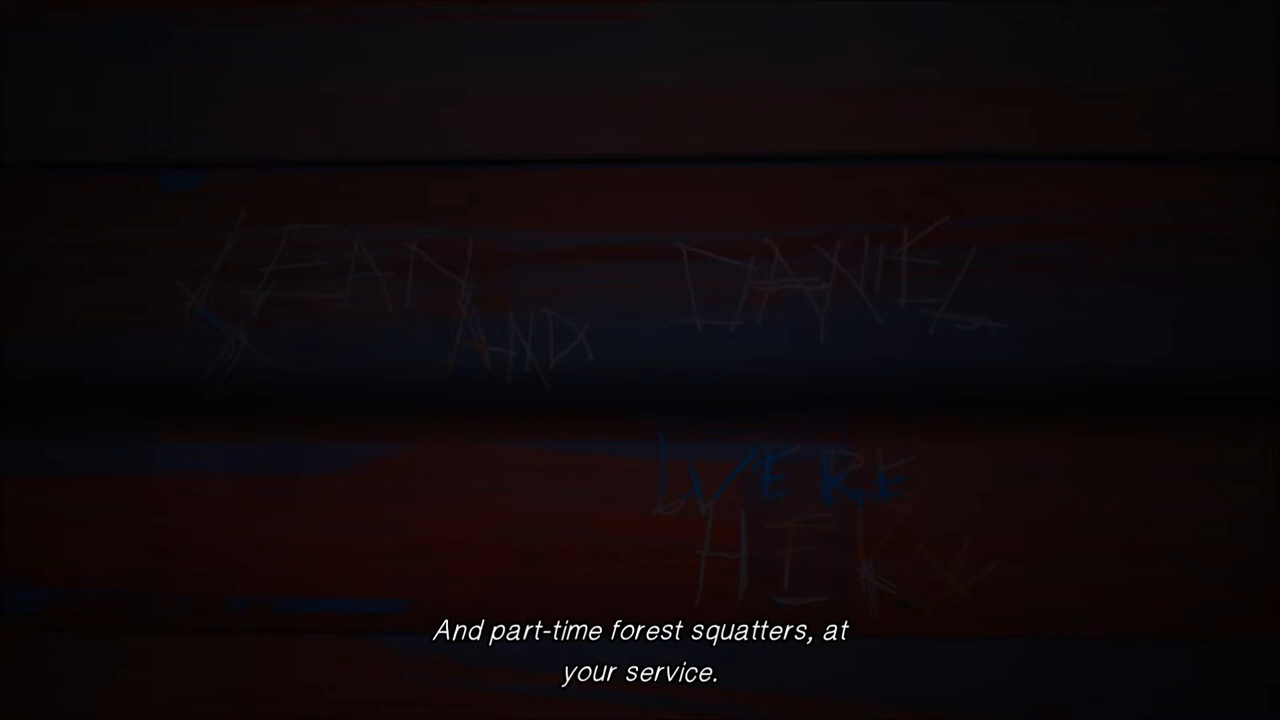 SEAN DANIEL
AND
WERE
HERE
And part-time forest squatters, at
your service.